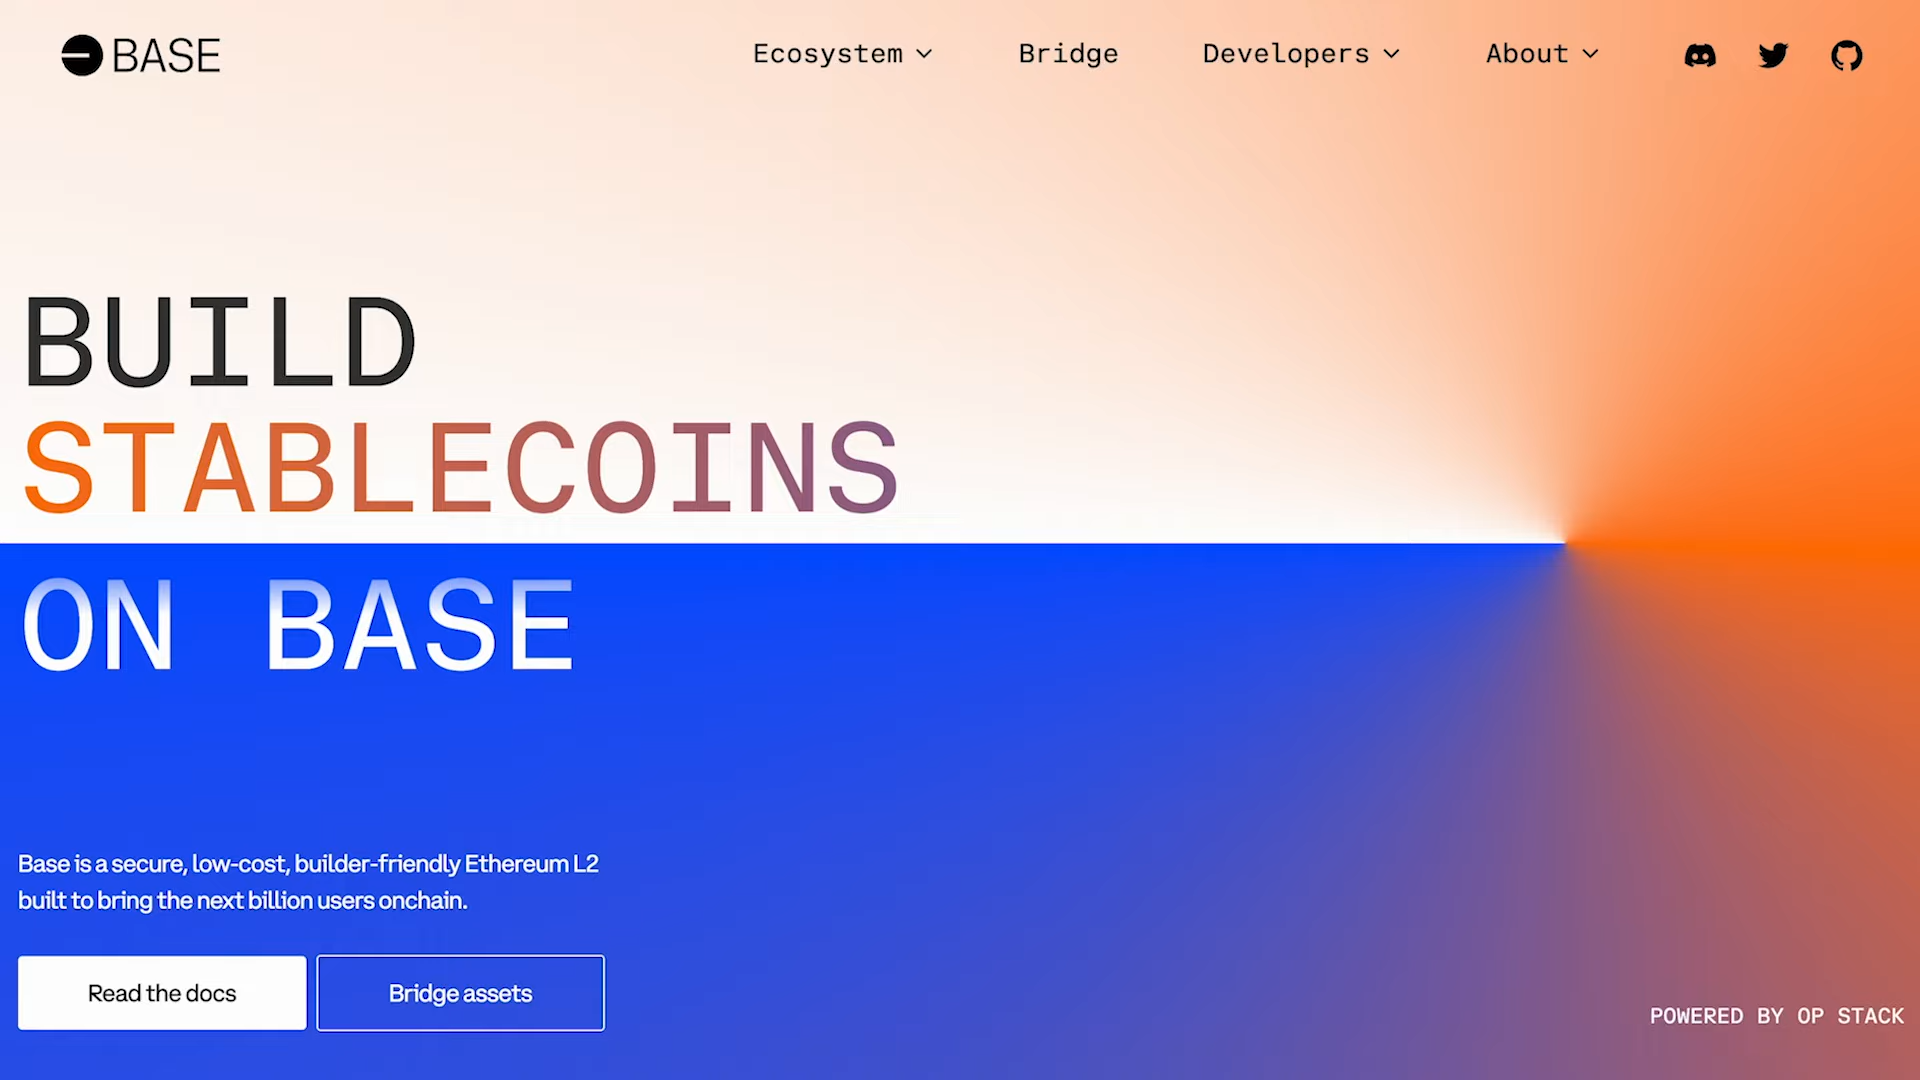 BASE
Ecosystem
Bridge
Developers
About
BUILD
STABLECOINS
ON BASE
Base is a secure, low-cost, builder-friendly Ethereum L2
built to bring the next billion users onchain.
Read the docs
Bridge assets
POWERED BY OP STACK